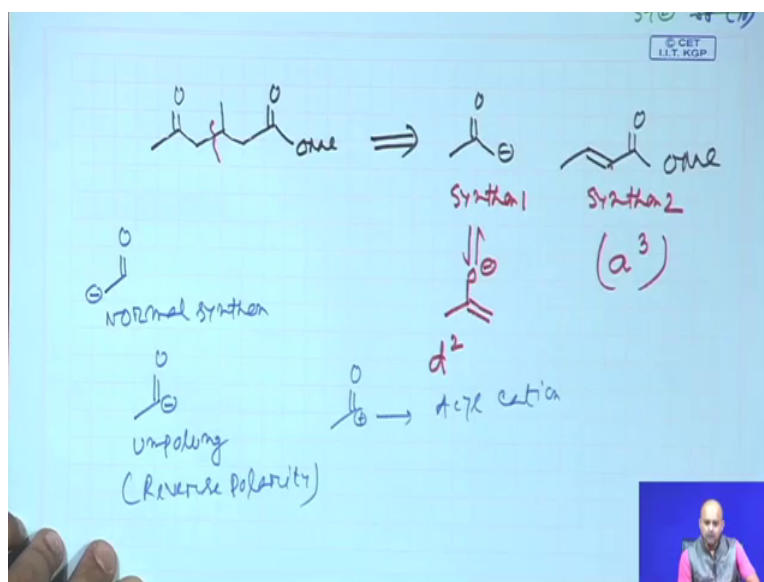 © CET
I.I.T. KGP
O
O
OMe
O
⊖
O
OMe
Synthon 1
Synthon 2
(a³)
O
⊖
Normal Synthon
O ⊖
d²
O
⊖
Umpolung
(Reverse Polarity)
O
+
→ Acyl cation